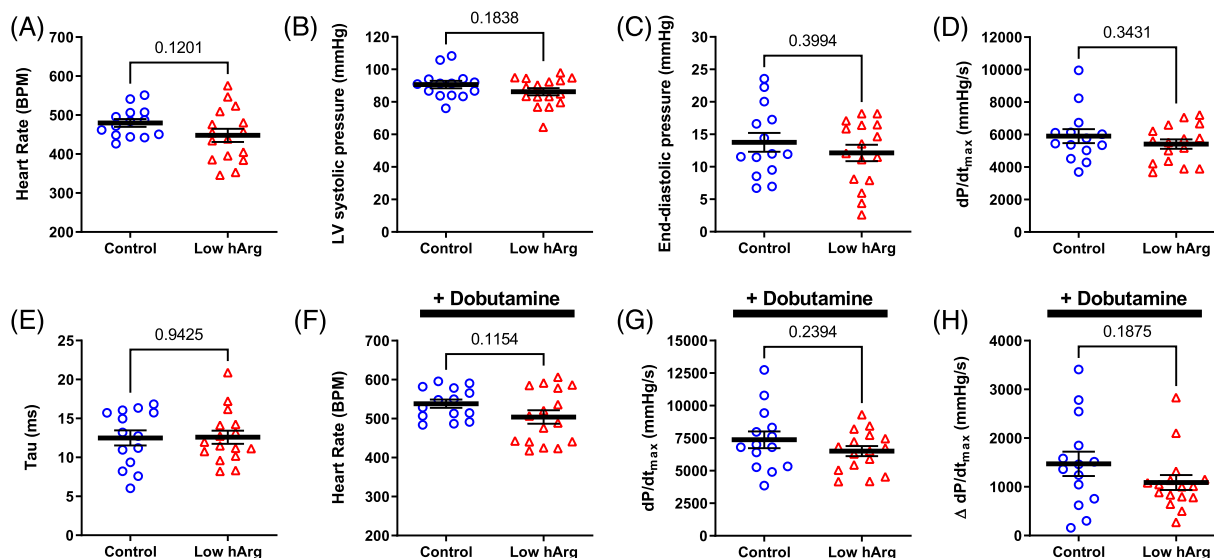 (A)
0.1201
Heart Rate (BPM)
700
600
500
400
300
200
Control
Low hArg
(B)
0.1838
LV systolic pressure (mmHg)
120
100
80
60
40
20
0
Control
Low hArg
(C)
0.3994
End-diastolic pressure (mmHg)
30
25
20
15
10
5
0
Control
Low hArg
(D)
0.3431
dP/dtmax (mmHg/s)
12000
10000
8000
6000
4000
2000
0
Control
Low hArg
(E)
0.9425
Tau (ms)
25
20
15
10
5
0
Control
Low hArg
(F)
+ Dobutamine
0.1154
Heart Rate (BPM)
700
600
500
400
300
200
Control
Low hArg
(G)
+ Dobutamine
0.2394
dP/dtmax (mmHg/s)
15000
12500
10000
7500
5000
2500
0
Control
Low hArg
(H)
+ Dobutamine
0.1875
Δ dP/dtmax (mmHg/s)
4000
3000
2000
1000
0
Control
Low hArg